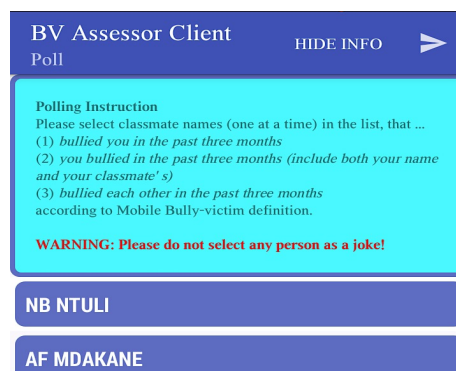 BV Assessor Client
HIDE INFO
Poll
Polling Instruction
Please select classmate names (one at a time) in the list, that ...
(1) bullied you in the past three months
(2) you bullied in the past three months (include both your name
and your classmate' s)
(3) bullied each other in the past three months
according to Mobile Bully-victim definition.
WARNING: Please do not select any person as a joke!
NB NTULI
AF MDAKANE